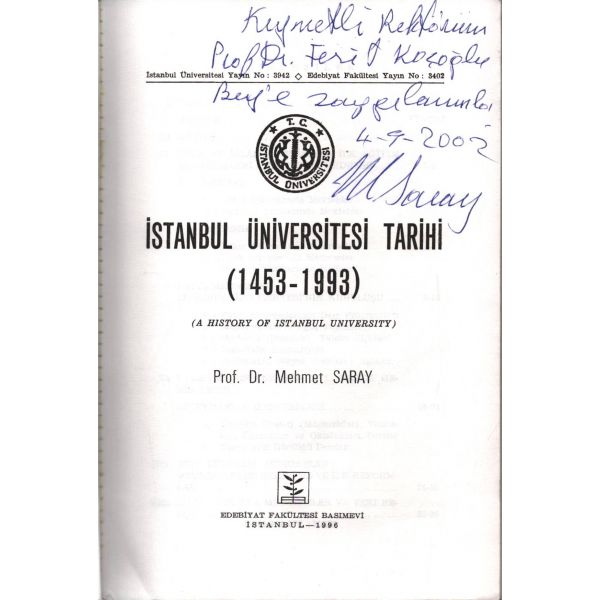 Kıymetli Rektörüm
Prof. Dr. Ferit Koçoğlu
İstanbul Üniversitesi Yayın No : 3942 ◇ Edebiyat Fakültesi Yayın No : 3402
Bey'e saygılarımla
4-9-2002
M Saray
T.C.
İSTANBUL ÜNİVERSİTESİ
İSTANBUL ÜNİVERSİTESİ TARİHİ
(1453-1993)
(A HISTORY OF ISTANBUL UNIVERSITY)
Prof. Dr. Mehmet SARAY
EDEBİYAT FAKÜLTESİ BASIMEVİ
İSTANBUL—1996